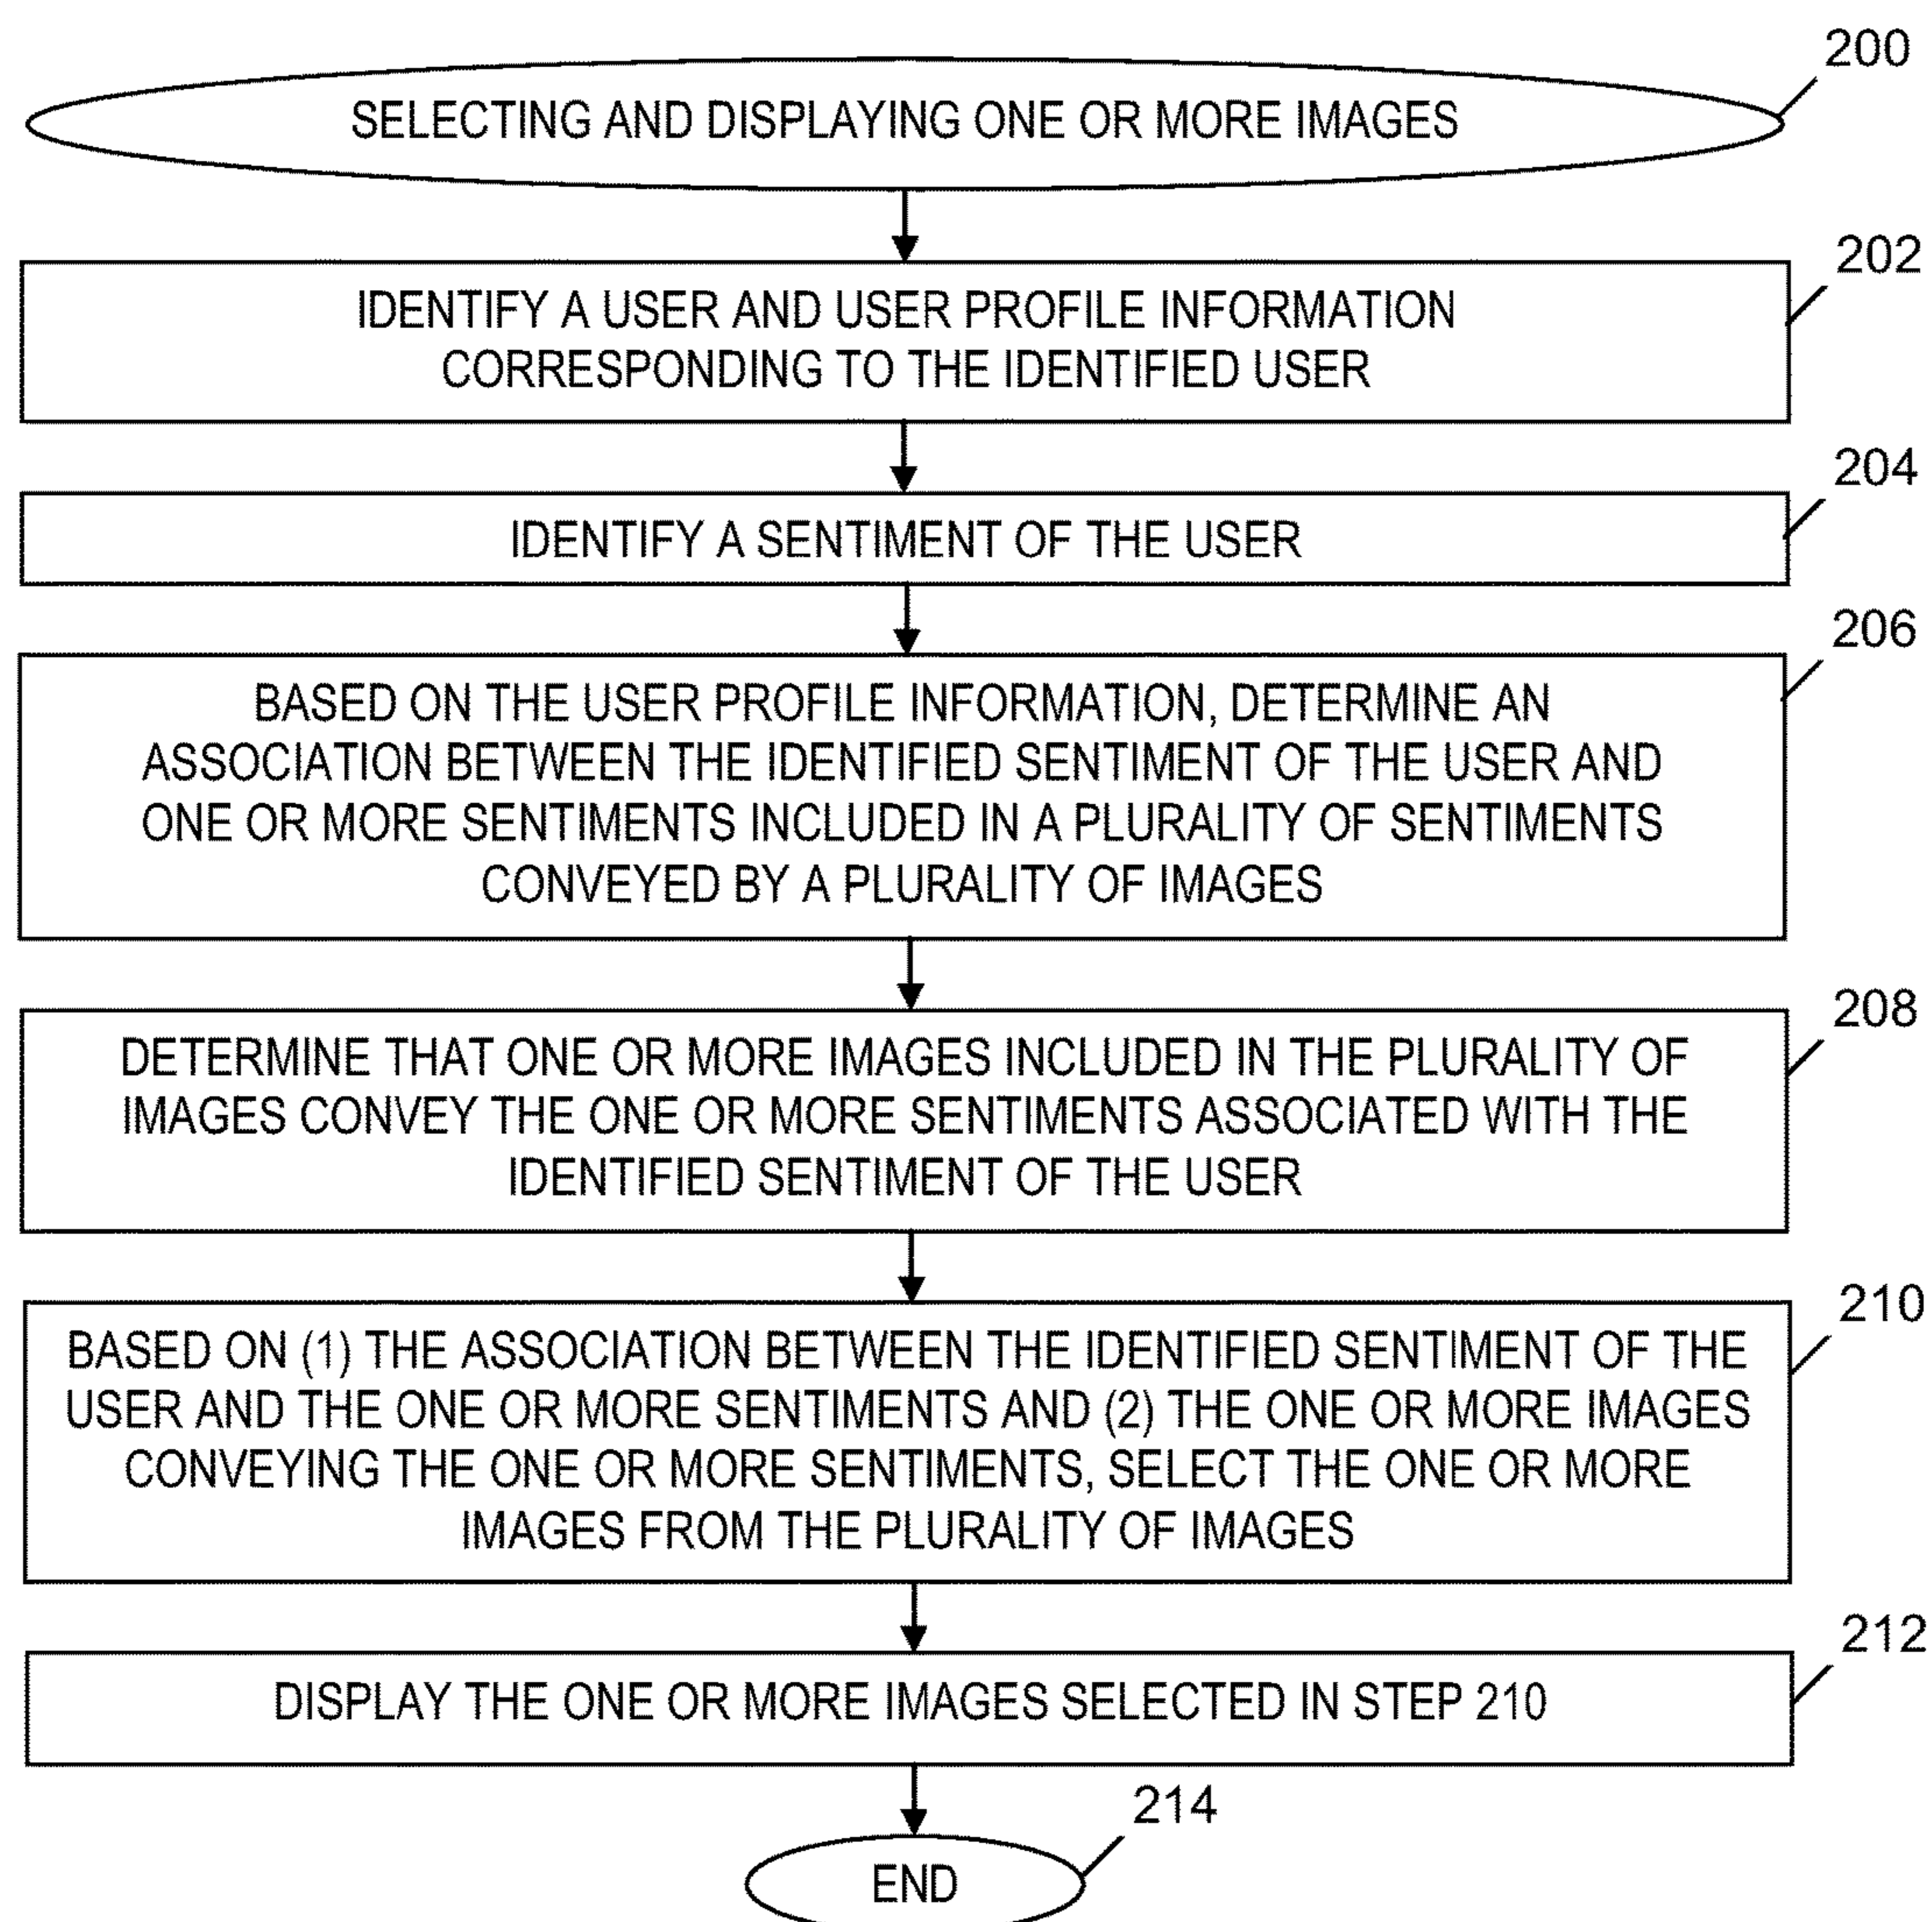 200
SELECTING AND DISPLAYING ONE OR MORE IMAGES
202
IDENTIFY A USER AND USER PROFILE INFORMATION
CORRESPONDING TO THE IDENTIFIED USER
204
IDENTIFY A SENTIMENT OF THE USER
206
BASED ON THE USER PROFILE INFORMATION, DETERMINE AN
ASSOCIATION BETWEEN THE IDENTIFIED SENTIMENT OF THE USER AND
ONE OR MORE SENTIMENTS INCLUDED IN A PLURALITY OF SENTIMENTS
CONVEYED BY A PLURALITY OF IMAGES
208
DETERMINE THAT ONE OR MORE IMAGES INCLUDED IN THE PLURALITY OF
IMAGES CONVEY THE ONE OR MORE SENTIMENTS ASSOCIATED WITH THE
IDENTIFIED SENTIMENT OF THE USER
210
BASED ON (1) THE ASSOCIATION BETWEEN THE IDENTIFIED SENTIMENT OF THE
USER AND THE ONE OR MORE SENTIMENTS AND (2) THE ONE OR MORE IMAGES
CONVEYING THE ONE OR MORE SENTIMENTS, SELECT THE ONE OR MORE
IMAGES FROM THE PLURALITY OF IMAGES
212
DISPLAY THE ONE OR MORE IMAGES SELECTED IN STEP 210
214
END